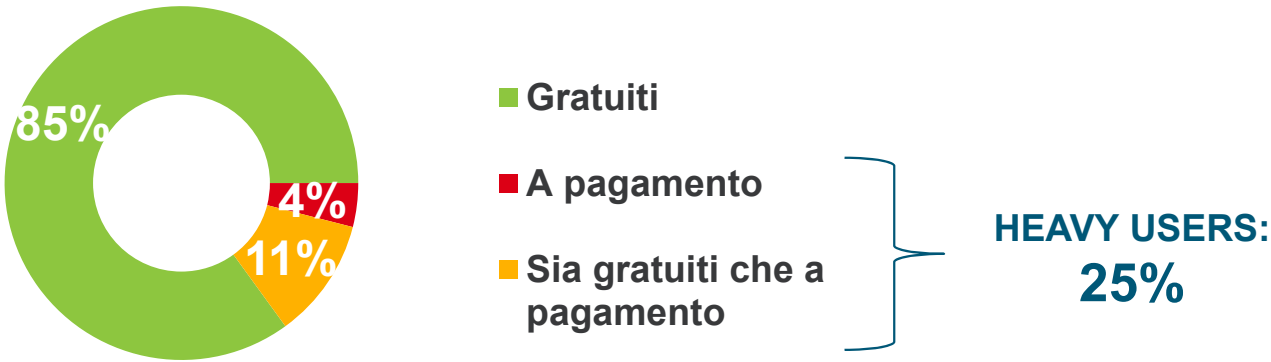 85%
4%
11%
Gratuiti
A pagamento
Sia gratuiti che a
pagamento
HEAVY USERS:
25%